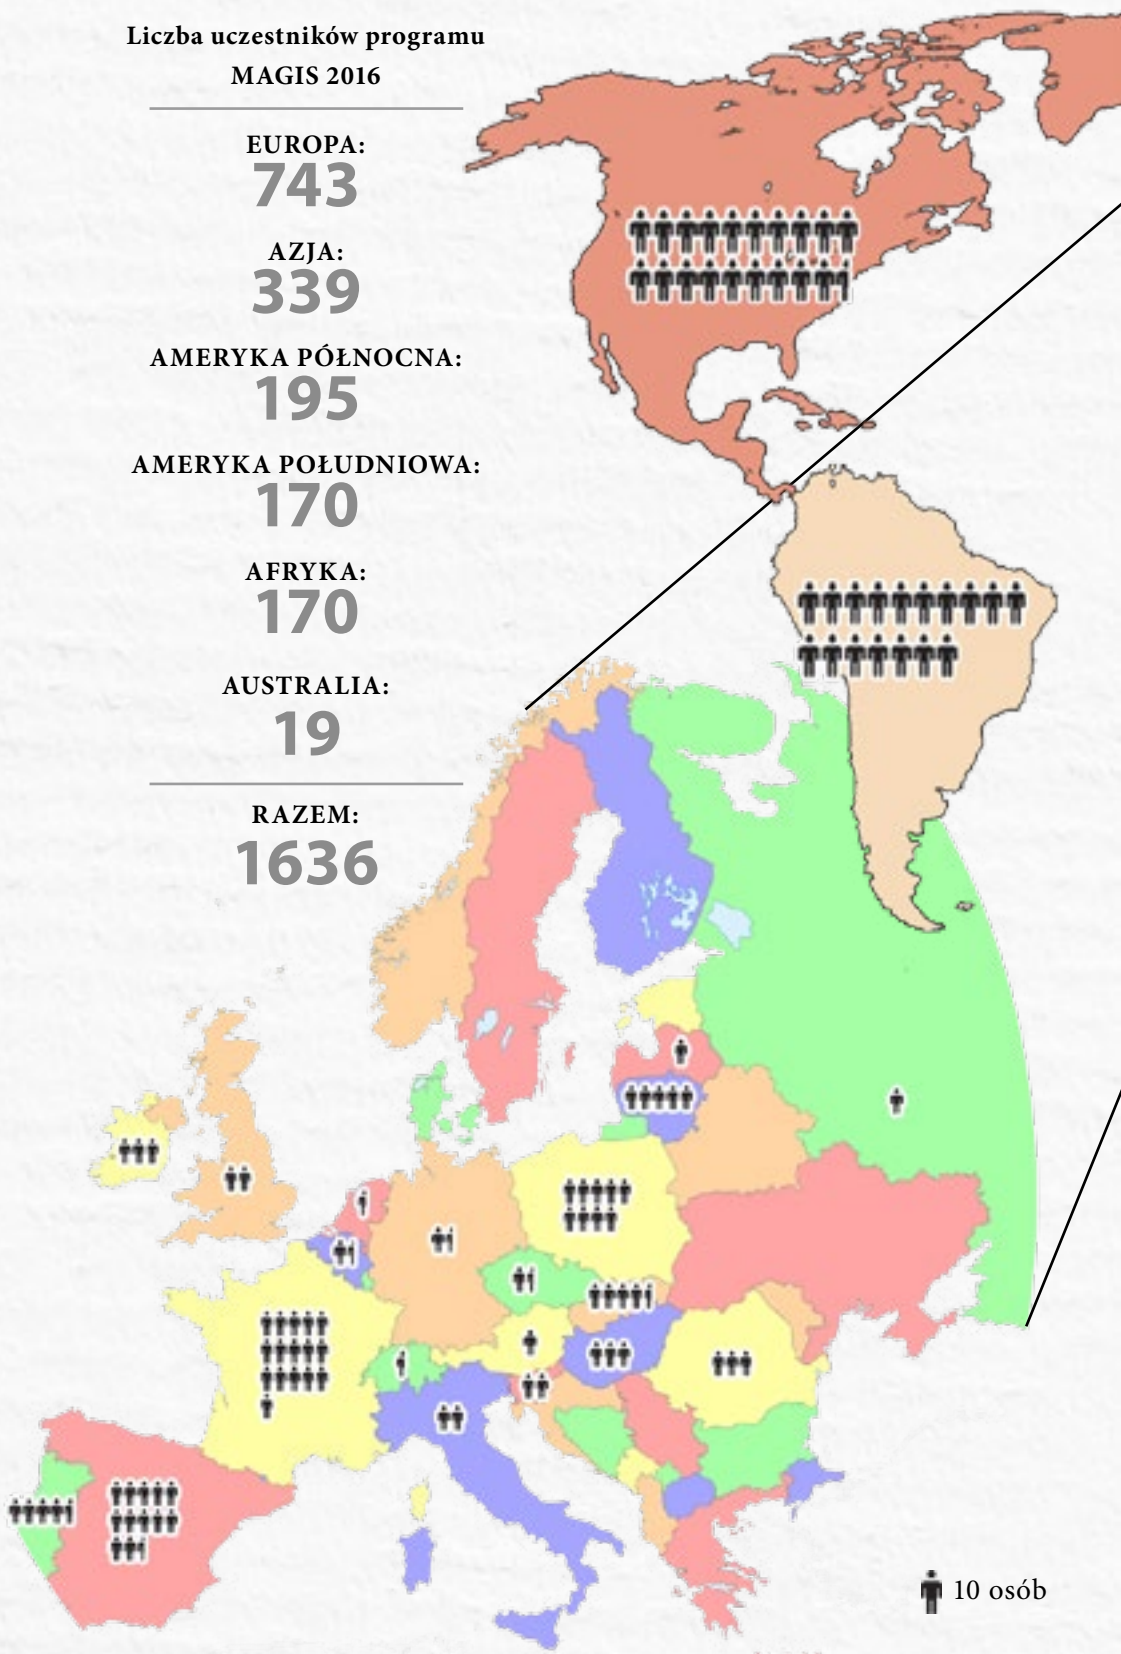 Liczba uczestników programu
MAGIS 2016
EUROPA:
743
AZJA:
339
AMERYKA PÓŁNOCNA:
195
AMERYKA POŁUDNIOWA:
170
AFRYKA:
170
AUSTRALIA:
19
RAZEM:
1636
10 osób